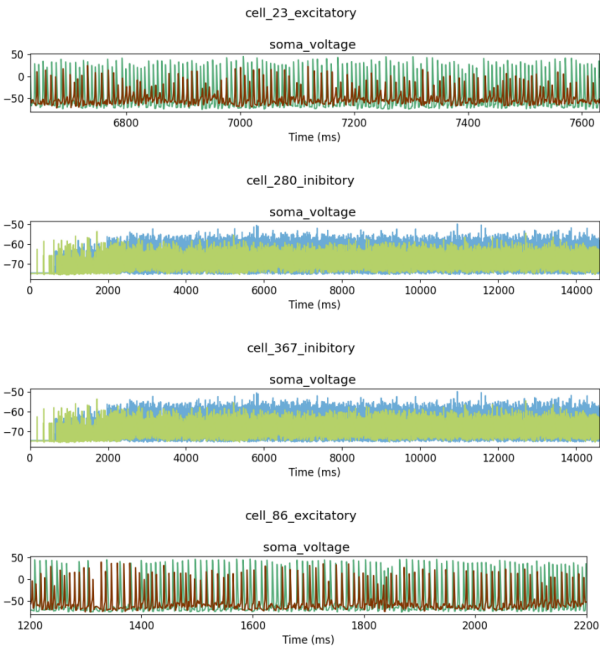 cell_23_excitatory
soma_voltage
50
0
−50
6800 7000 7200 7400 7600
Time (ms)
cell_280_inibitory
soma_voltage
−50
−60
−70
0 2000 4000 6000 8000 10000 12000 14000
Time (ms)
cell_367_inibitory
soma_voltage
−50
−60
−70
0 2000 4000 6000 8000 10000 12000 14000
Time (ms)
cell_86_excitatory
soma_voltage
50
0
−50
1200 1400 1600 1800 2000 2200
Time (ms)